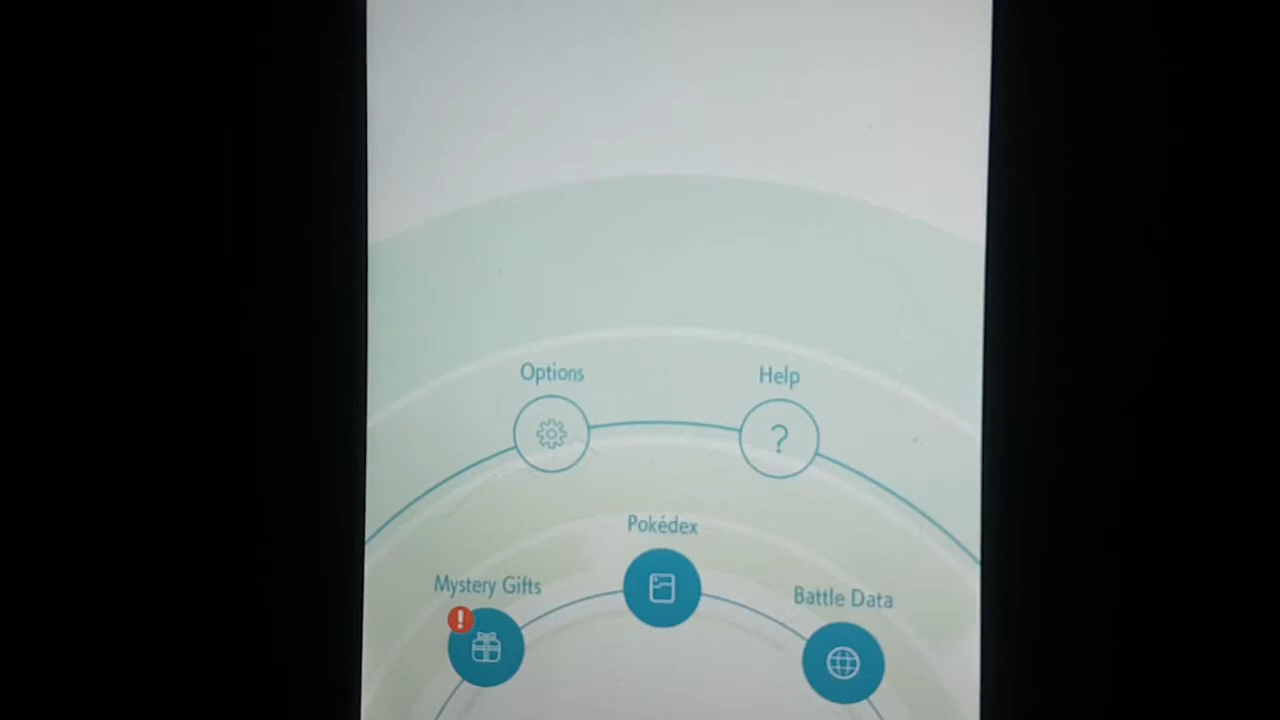 Options
Help
Pokédex
Mystery Gifts
!
Battle Data
?